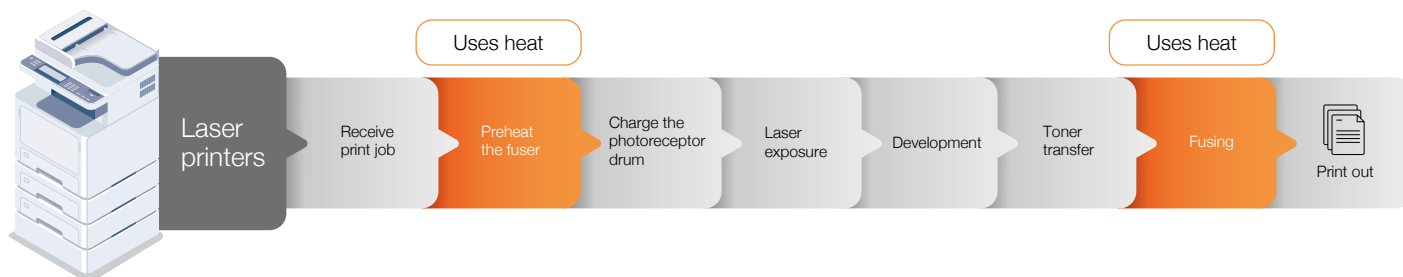 Uses heat
Uses heat
Laser
printers
Receive
print job
Preheat
the fuser
Charge the
photoreceptor
drum
Laser
exposure
Development
Toner
transfer
Fusing
Print out